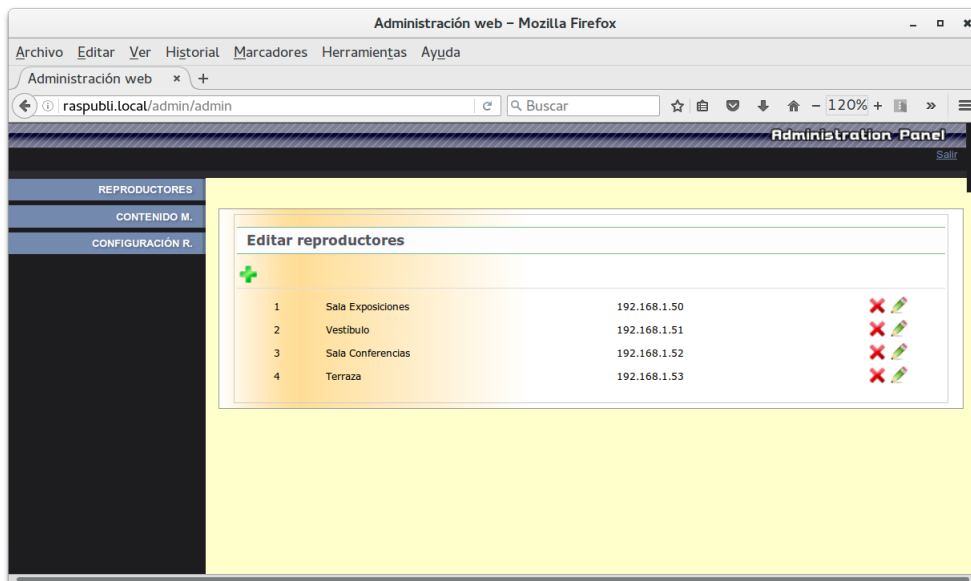 Administración web – Mozilla Firefox
Archivo Editar Ver Historial Marcadores Herramientas Ayuda
Administración web × +
raspubli.local/admin/admin Buscar – 120% + »
Administration Panel
Salir
REPRODUCTORES
CONTENIDO M.
CONFIGURACIÓN R.
Editar reproductores
1 Sala Exposiciones 192.168.1.50
2 Vestíbulo 192.168.1.51
3 Sala Conferencias 192.168.1.52
4 Terraza 192.168.1.53